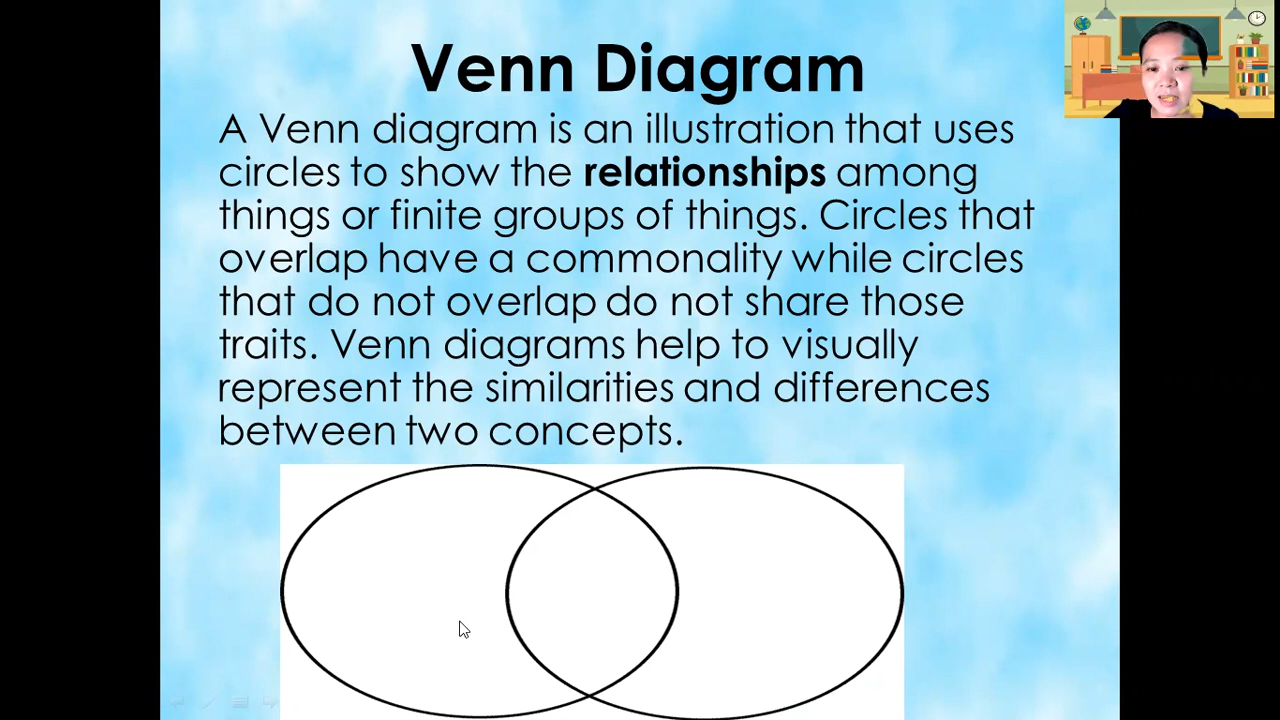 Venn Diagram
A Venn diagram is an illustration that uses
circles to show the relationships among
things or finite groups of things. Circles that
overlap have a commonality while circles
that do not overlap do not share those
traits. Venn diagrams help to visually
represent the similarities and differences
between two concepts.